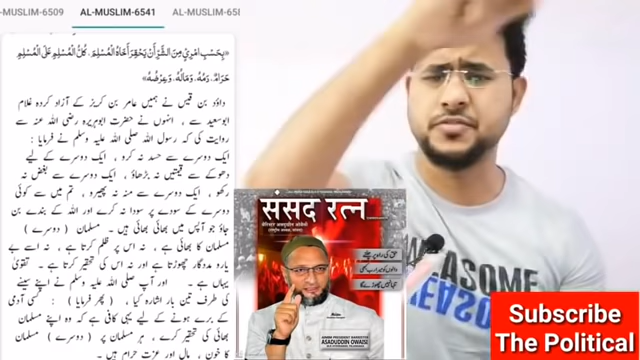 AL-MUSLIM-6509 AL-MUSLIM-6541 AL-MUSLIM-658
«بِحَسْبِ امْرِئٍ مِنَ الشَّرِّ أَنْ يَحْقِرَ أَخَاهُ الْمُسْلِمَ، كُلُّ الْمُسْلِمِ عَلَى الْمُسْلِمِ
حَرَامٌ، دَمُهُ، وَمَالُهُ، وَعِرْضُهُ»
داؤد بن قیس نے ہمیں عامر بن کریز کے آزاد کردہ غلام
ابوسعید سے ، انہوں نے حضرت ابوہریرہ رضی اللہ عنہ سے
روایت کی کہ رسول اللہ صلی اللہ علیہ وسلم نے فرمایا :
ایک دوسرے سے حسد نہ کرو ، ایک دوسرے کے لیے
دھوکے سے قیمتیں نہ بڑھاؤ ، ایک دوسرے سے بغض نہ
رکھو ، ایک دوسرے سے منہ نہ پھیرو ، تم میں سے کوئی
دوسرے کے سودے پر سودا نہ کرے اور اللہ کے بندے بن
جاؤ جو آپس میں بھائی بھائی ہیں ۔ مسلمان ( دوسرے )
مسلمان کا بھائی ہے ، نہ اس پر ظلم کرتا ہے ، نہ اسے بے
یارو مددگار چھوڑتا ہے اور نہ اس کی تحقیر کرتا ہے ۔ تقویٰ
یہاں ہے ۔ اور آپ صلی اللہ علیہ وسلم نے اپنے سینے
کی طرف تین بار اشارہ کیا ، ( پھر فرمایا ) : کسی آدمی
کے برے ہونے کے لیے یہی کافی ہے کہ وہ اپنے مسلمان
بھائی کی تحقیر کرے ، ہر مسلمان پر ( دوسرے ) مسلمان
کا خون ، مال اور عزت حرام ہیں ۔
संसद रत्न
ASADUDDIN OWAISI
AWESOME
Subscribe
The Political